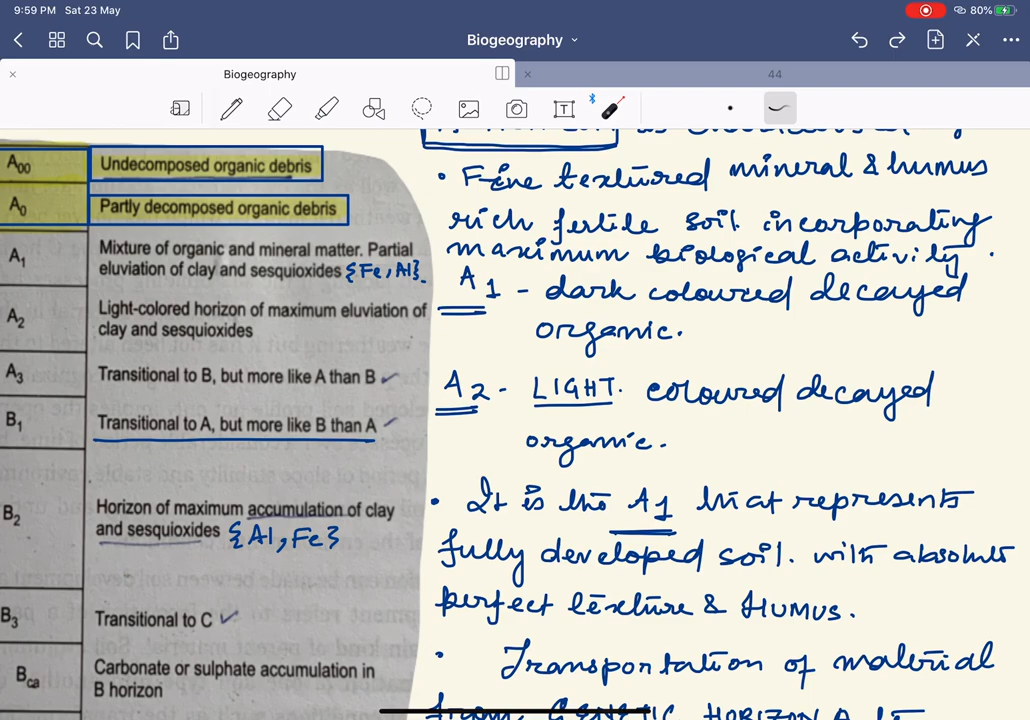 9:59 PM Sat 23 May
80%
Biogeography
Biogeography
44
A00 Undecomposed organic debris
A0 Partly decomposed organic debris
A1 Mixture of organic and mineral matter. Partial
eluviation of clay and sesquioxides {Fe, Al}.
A2 Light-colored horizon of maximum eluviation of
clay and sesquioxides
A3 Transitional to B, but more like A than B
B1 Transitional to A, but more like B than A
B2 Horizon of maximum accumulation of clay
and sesquioxides {Al, Fe}
B3 Transitional to C
Bca Carbonate or sulphate accumulation in
B horizon
• Fine textured mineral & humus
rich fertile soil incorporating
maximum biological activity.
A1 - dark coloured decayed
organic.
A2 - LIGHT. coloured decayed
organic.
• It is the A1 that represents
fully developed soil. with absolute
perfect texture & HUMUS.
• Transportation of material
from GENETIC HORIZON A